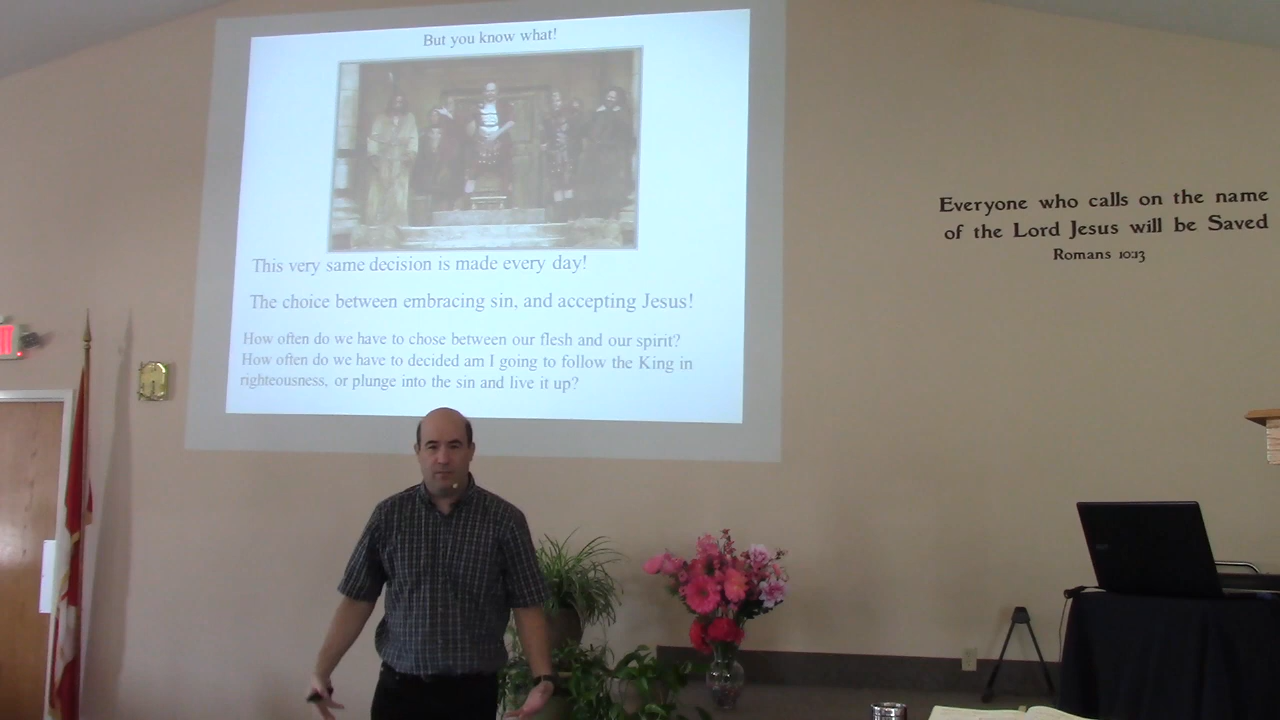 But you know what!
This very same decision is made every day!
The choice between embracing sin, and accepting Jesus!
How often do we have to chose between our flesh and our spirit?
How often do we have to decided am I going to follow the King in
righteousness, or plunge into the sin and live it up?
Everyone who calls on the name
of the Lord Jesus will be Saved
Romans 10:13